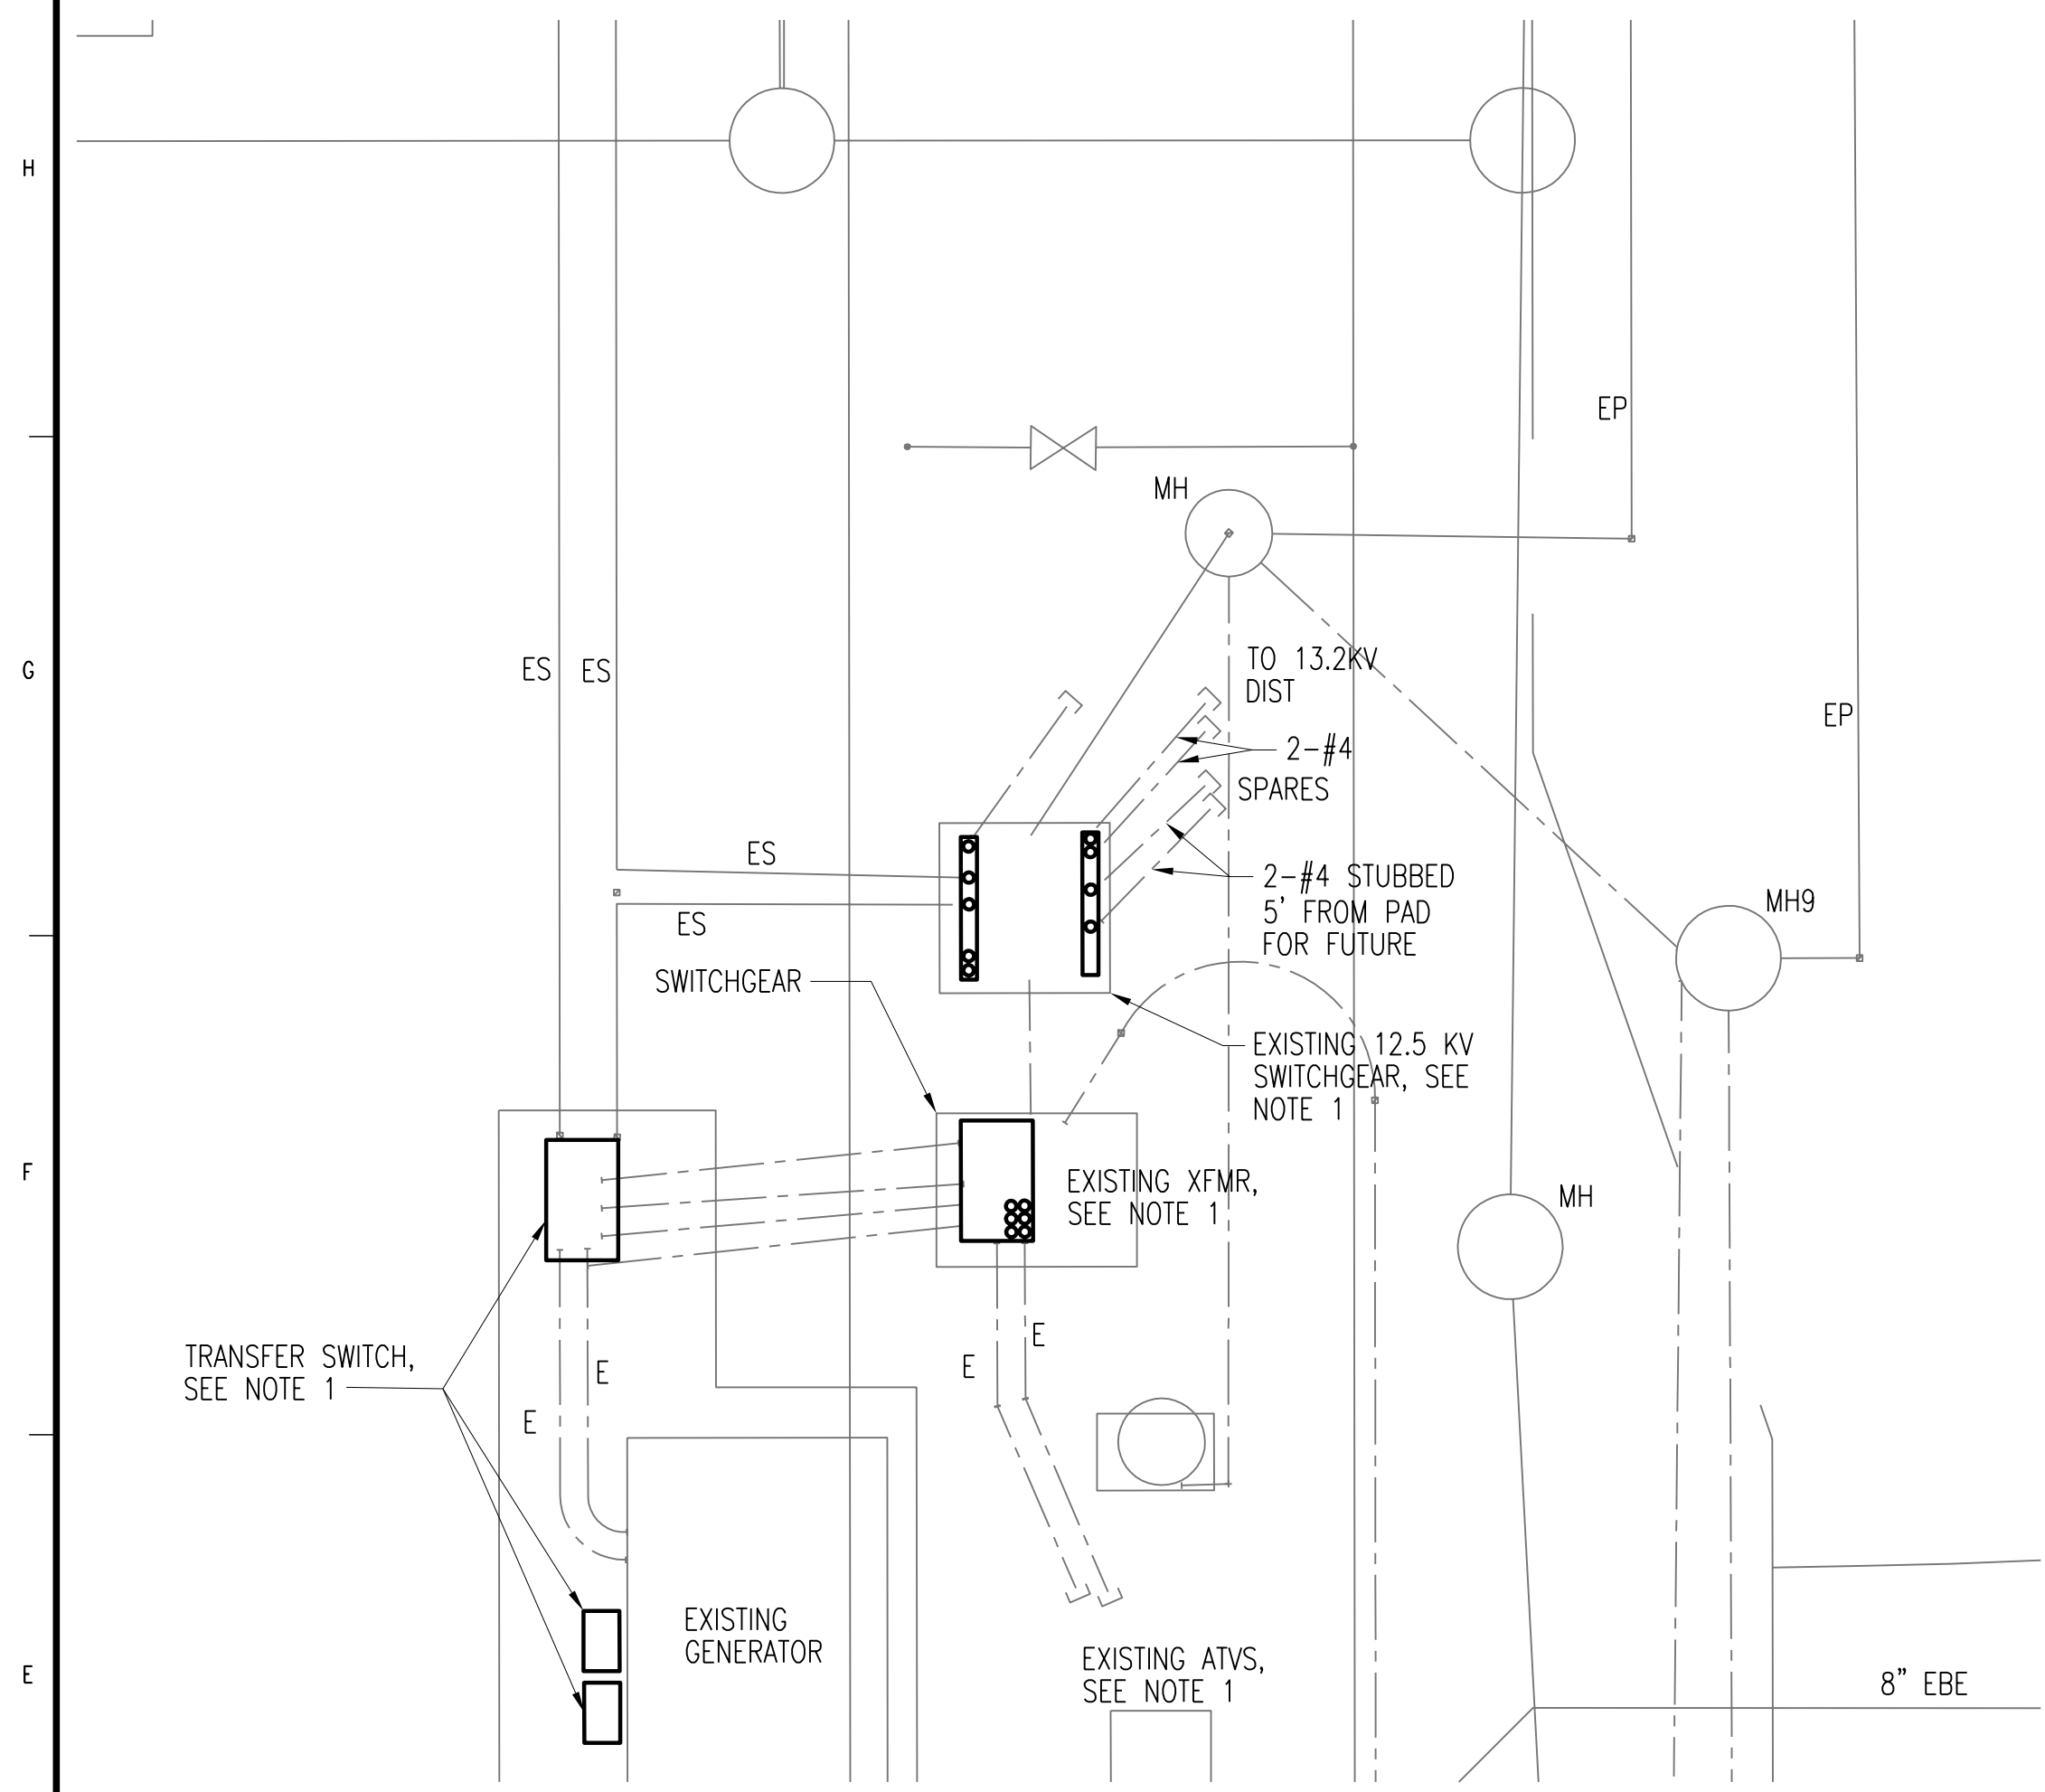 H
EP
MH
G
ES
ES
TO 13.2KV
DIST
EP
2-#4
SPARES
ES
2-#4 STUBBED
5' FROM PAD
FOR FUTURE
MH9
ES
SWITCHGEAR
EXISTING 12.5 KV
SWITCHGEAR, SEE
NOTE 1
F
EXISTING XFMR,
SEE NOTE 1
MH
TRANSFER SWITCH,
SEE NOTE 1
E
E
E
E
EXISTING
GENERATOR
EXISTING ATVS,
SEE NOTE 1
E
8" EBE